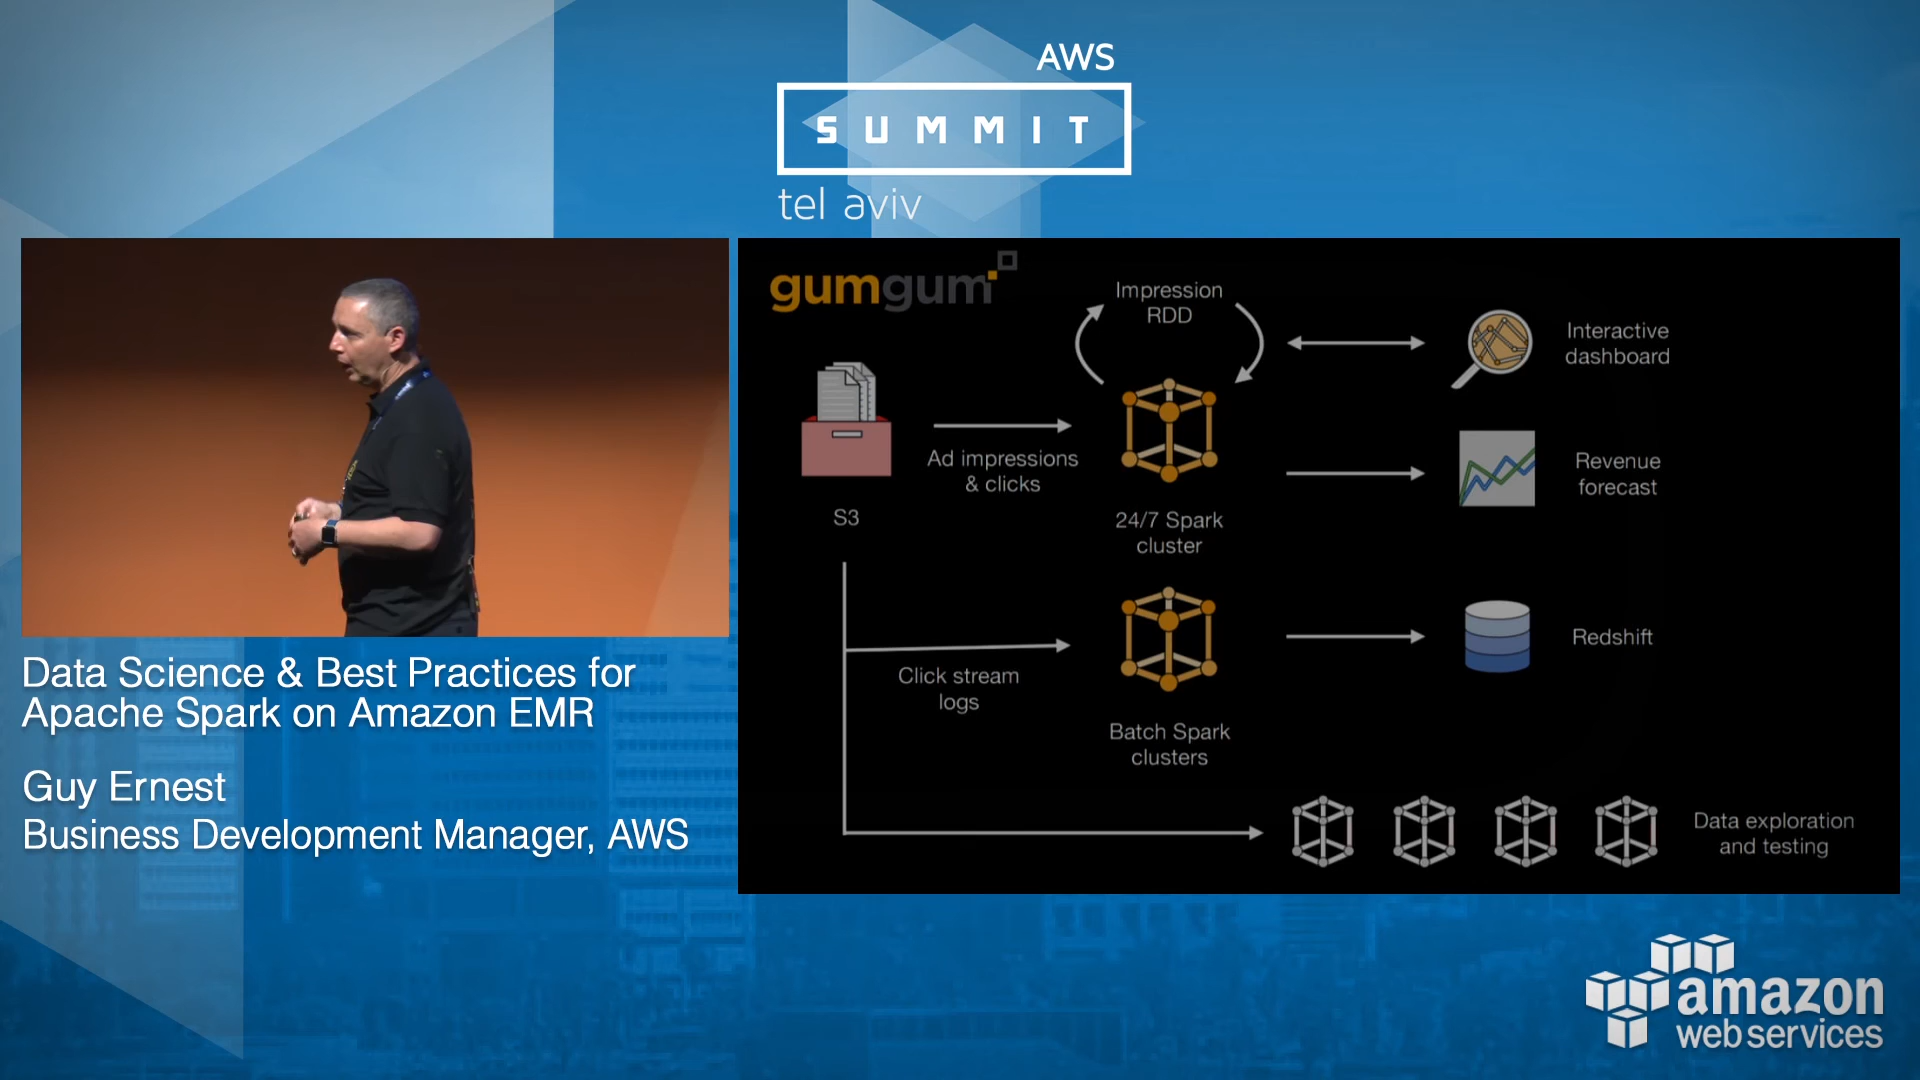 AWS
SUMMIT
tel aviv
gumgum
Impression
RDD
Interactive
dashboard
Ad impressions
& clicks
S3
24/7 Spark
cluster
Revenue
forecast
Click stream
logs
Batch Spark
clusters
Redshift
Data exploration
and testing
Data Science & Best Practices for
Apache Spark on Amazon EMR
Guy Ernest
Business Development Manager, AWS
amazon
web services